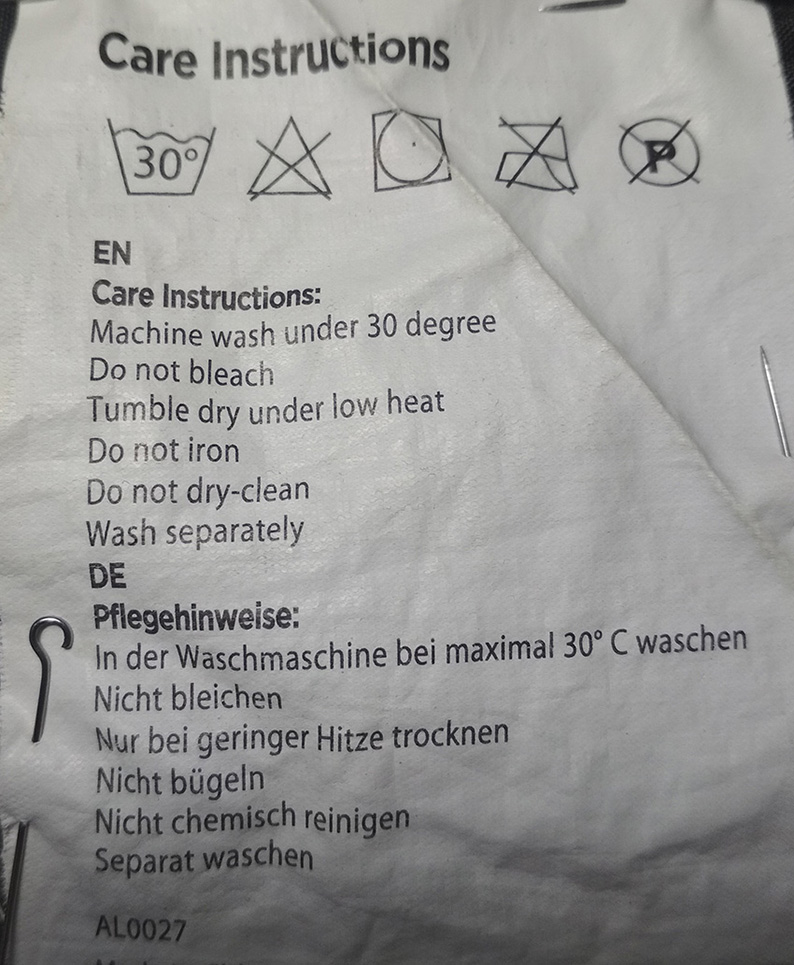 Care Instructions
30°
P
EN
Care Instructions:
Machine wash under 30 degree
Do not bleach
Tumble dry under low heat
Do not iron
Do not dry-clean
Wash separately
DE
Pflegehinweise:
In der Waschmaschine bei maximal 30° C waschen
Nicht bleichen
Nur bei geringer Hitze trocknen
Nicht bügeln
Nicht chemisch reinigen
Separat waschen
AL0027